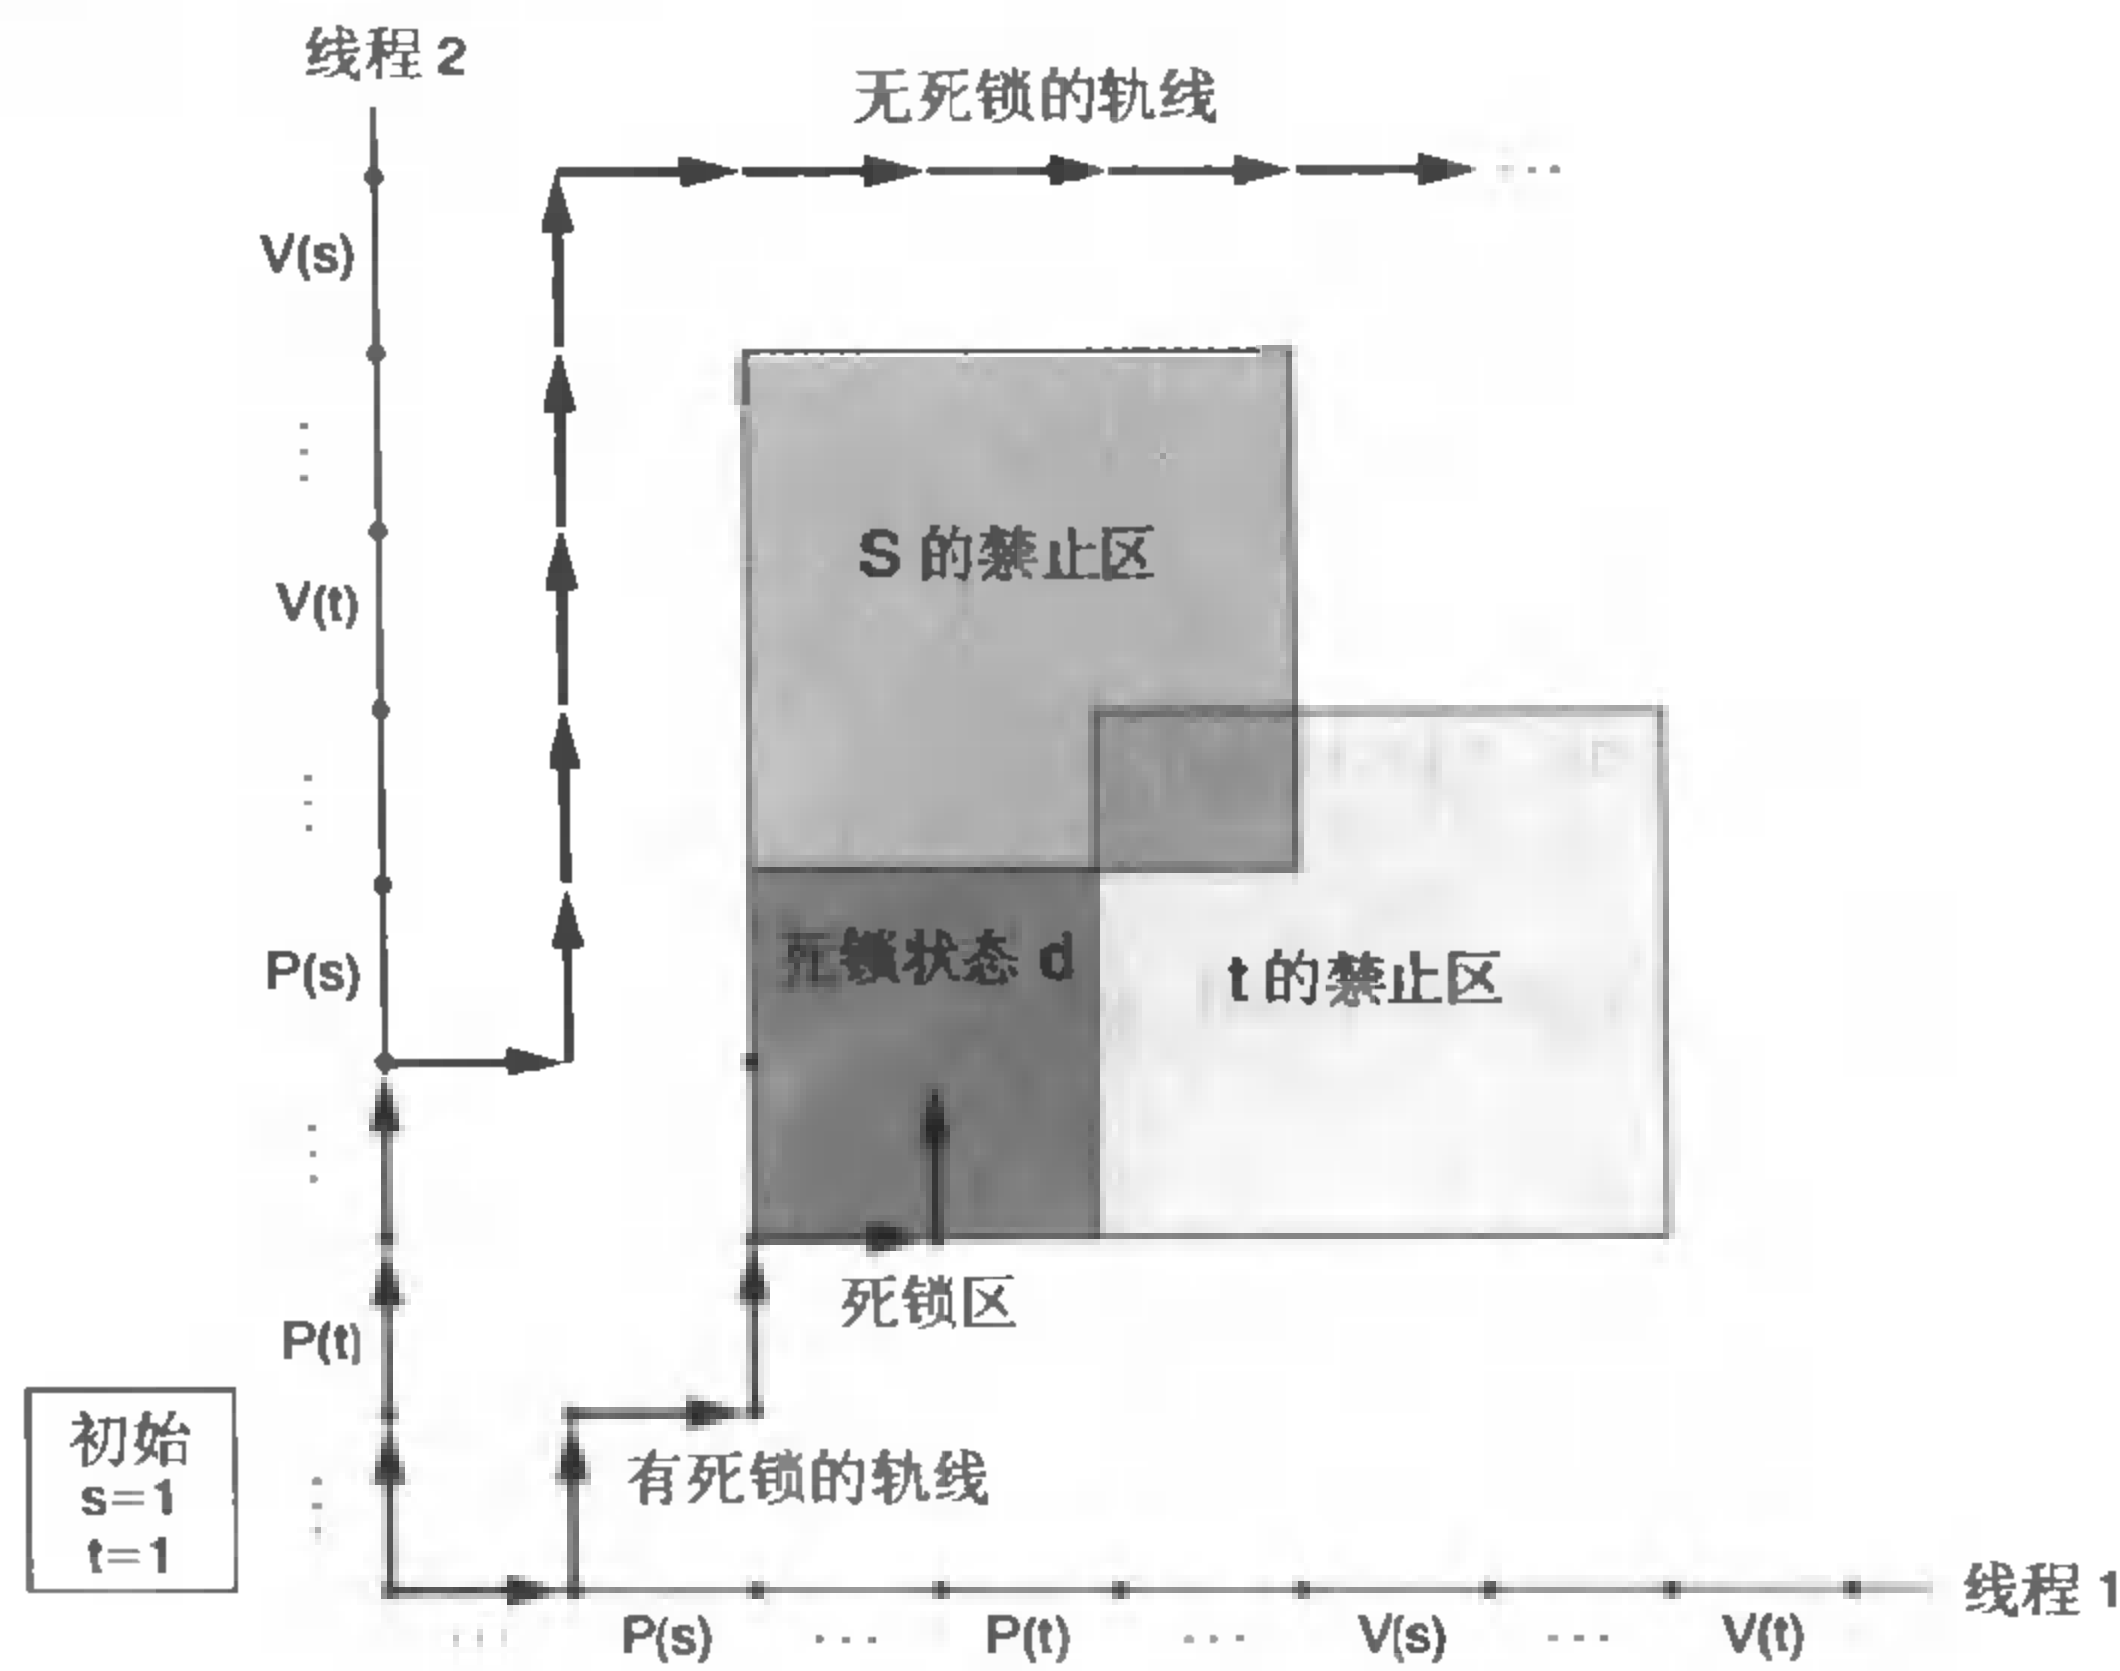 线程 2
无死锁的轨线
...
V(s)
⋮
S 的禁止区
V(t)
⋮
死锁状态 d
t 的禁止区
P(s)
⋮
死锁区
P(t)
初始
s=1
t=1
有死锁的轨线
⋮
线程 1
... P(s) ... P(t) ... V(s) ... V(t)